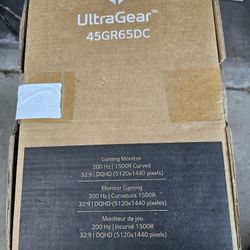 UltraGear™
45GR65DC
Gaming Monitor
200 Hz | 1500R Curved
32:9 | DQHD (5120x1440 pixels)
Monitor Gaming
200 Hz | Curvatura 1500R
32:9 | DQHD (5120x1440 pixels)
Moniteur de jeu
200 Hz | incurvé 1500R
32:9 | DQHD (5120x1440 pixels)